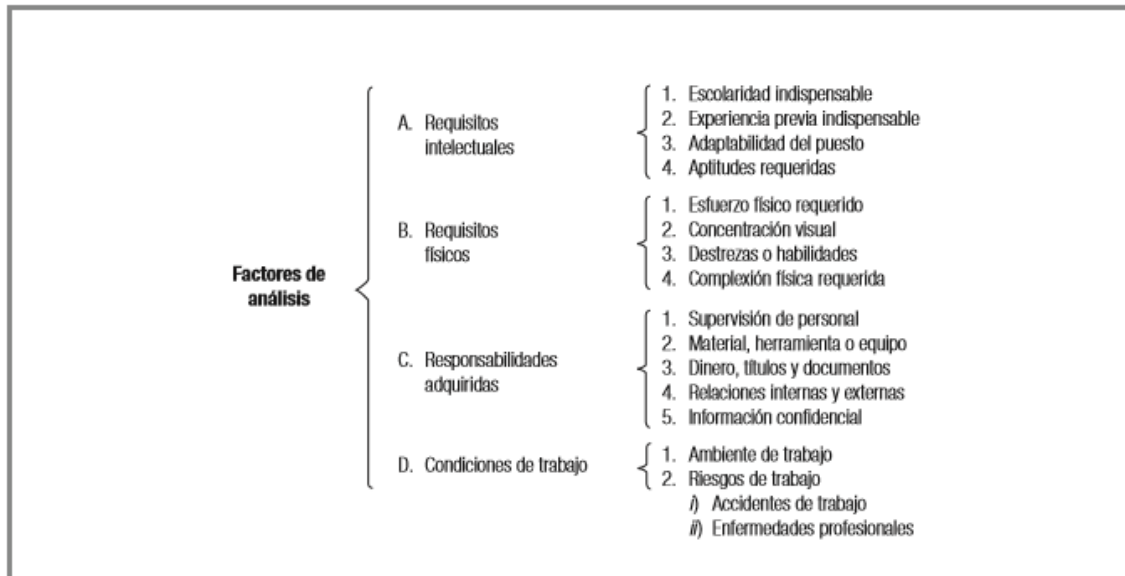 Factores de
análisis
A. Requisitos
intelectuales
1. Escolaridad indispensable
2. Experiencia previa indispensable
3. Adaptabilidad del puesto
4. Aptitudes requeridas
B. Requisitos
físicos
1. Esfuerzo físico requerido
2. Concentración visual
3. Destrezas o habilidades
4. Complexión física requerida
C. Responsabilidades
adquiridas
1. Supervisión de personal
2. Material, herramienta o equipo
3. Dinero, títulos y documentos
4. Relaciones internas y externas
5. Información confidencial
D. Condiciones de trabajo
1. Ambiente de trabajo
2. Riesgos de trabajo
i) Accidentes de trabajo
ii) Enfermedades profesionales